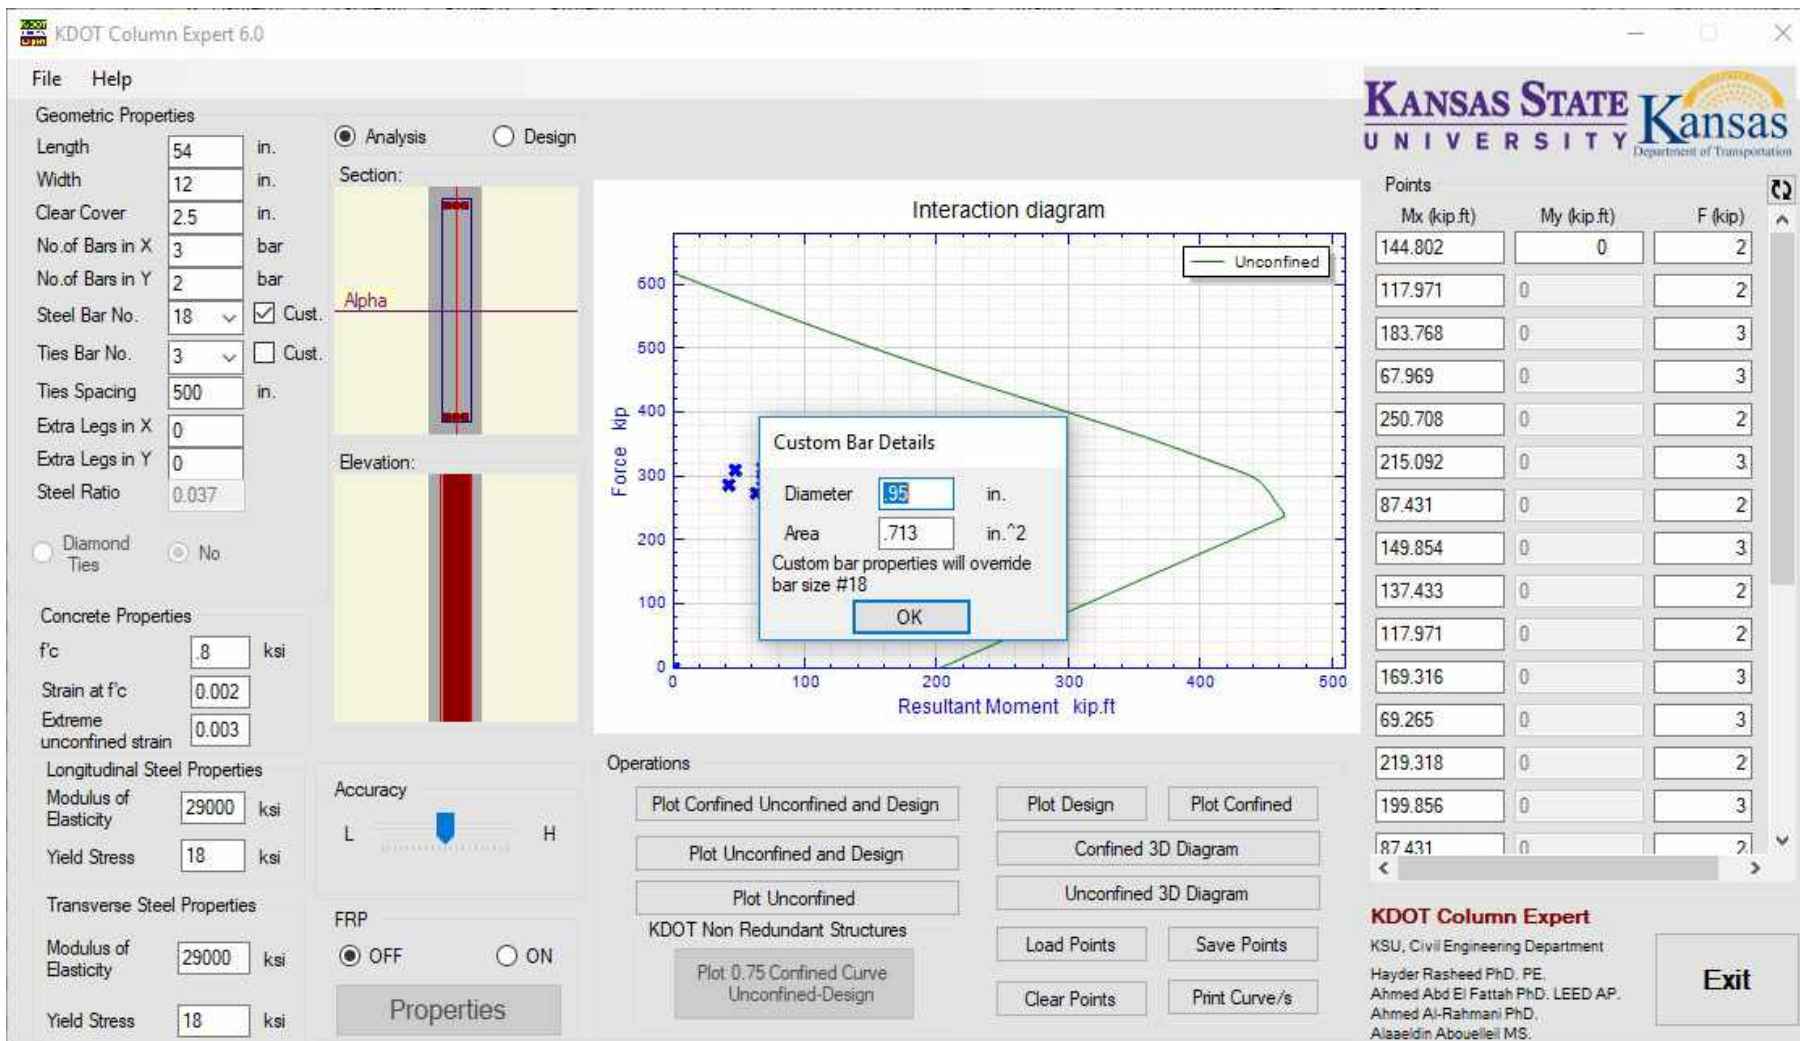 KDOT Column Expert 6.0
File Help
KANSAS STATE
UNIVERSITY
Kansas
Department of Transportation
Geometric Properties
Length 54 in.
Width 12 in.
Clear Cover 2.5 in.
No.of Bars in X 3 bar
No.of Bars in Y 2 bar
Steel Bar No. 18 Cust.
Ties Bar No. 3 Cust.
Ties Spacing 500 in.
Extra Legs in X 0
Extra Legs in Y 0
Steel Ratio 0.037
Diamond
Ties
No
Concrete Properties
f'c .8 ksi
Strain at f'c 0.002
Extreme
unconfined strain 0.003
Longitudinal Steel Properties
Modulus of
Elasticity 29000 ksi
Yield Stress 18 ksi
Transverse Steel Properties
Modulus of
Elasticity 29000 ksi
Yield Stress 18 ksi
Analysis Design
Section:
Alpha
Elevation:
Accuracy
L H
FRP
OFF ON
Properties
Interaction diagram
Unconfined
600
500
400
300
200
100
0
Force kip
0 100 200 300 400 500
Resultant Moment kip.ft
Custom Bar Details
Diameter .95 in.
Area .713 in.^2
Custom bar properties will override
bar size #18
OK
Operations
Plot Confined Unconfined and Design
Plot Unconfined and Design
Plot Unconfined
KDOT Non Redundant Structures
Plot 0.75 Confined Curve
Unconfined-Design
Plot Design Plot Confined
Confined 3D Diagram
Unconfined 3D Diagram
Load Points Save Points
Clear Points Print Curve/s
Points
Mx (kip.ft) My (kip.ft) F (kip)
144.802 0 2
117.971 0 2
183.768 0 3
67.969 0 3
250.708 0 2
215.092 0 3
87.431 0 2
149.854 0 3
137.433 0 2
117.971 0 2
169.316 0 3
69.265 0 3
219.318 0 2
199.856 0 3
87.431 0 2
KDOT Column Expert
KSU, Civil Engineering Department
Hayder Rasheed PhD. PE.
Ahmed Abd El Fattah PhD. LEED AP.
Ahmed Al-Rahmani PhD.
Alaaeldin Abouelleil MS.
Exit